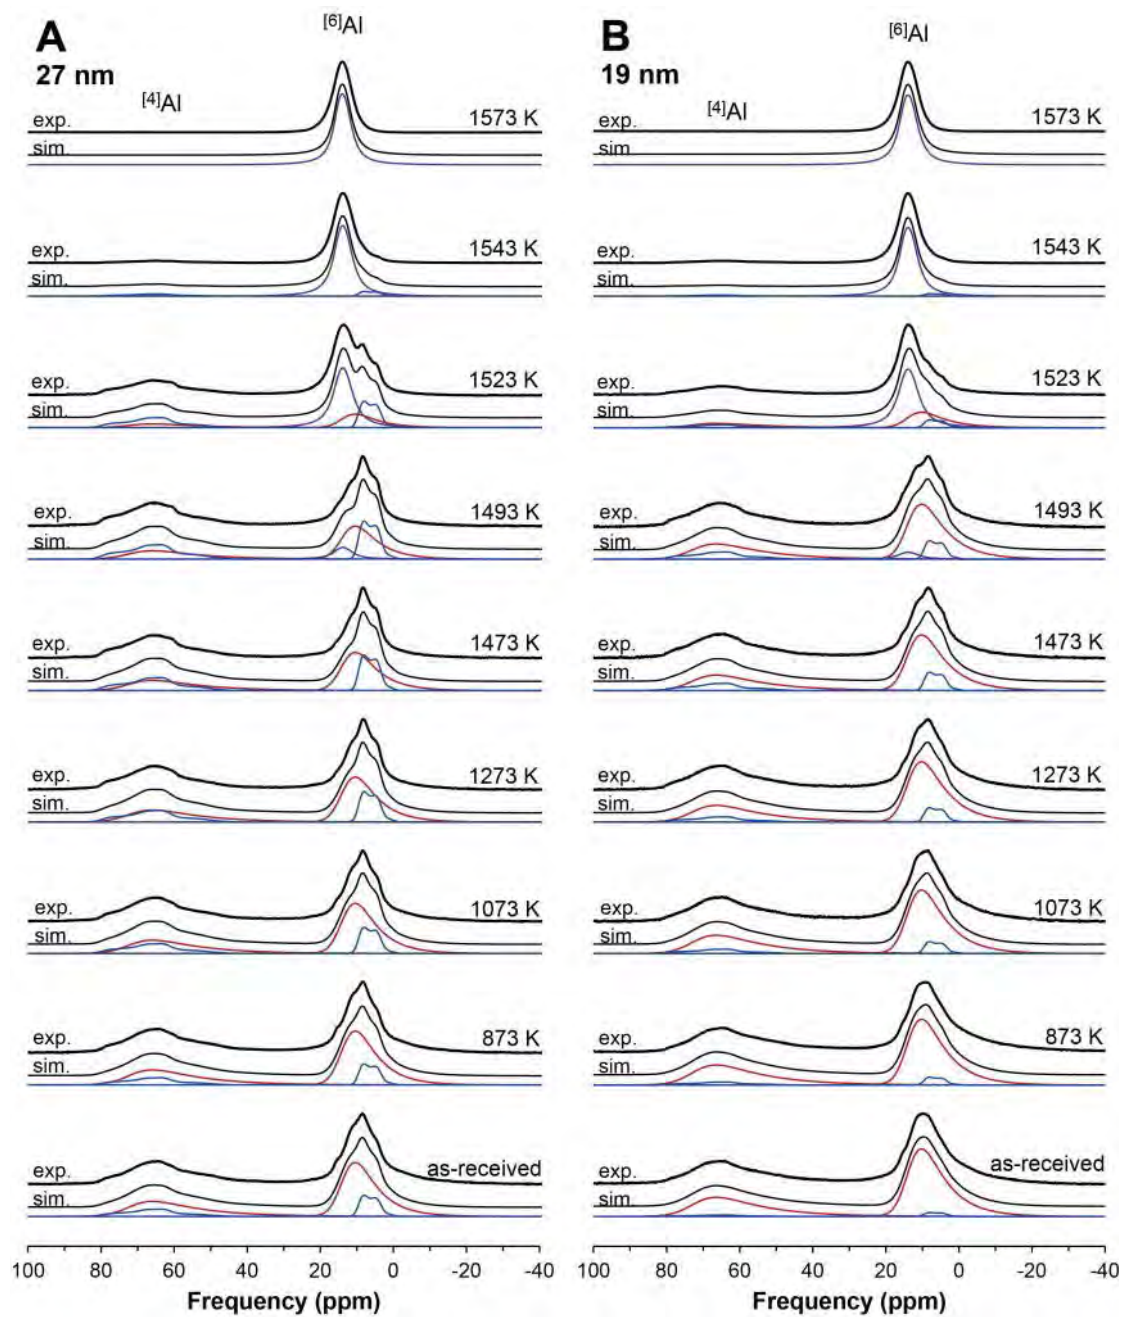 A
27 nm
[4]Al
[6]Al
exp.
sim.
1573 K
exp.
sim.
1543 K
exp.
sim.
1523 K
exp.
sim.
1493 K
exp.
sim.
1473 K
exp.
sim.
1273 K
exp.
sim.
1073 K
exp.
sim.
873 K
exp.
sim.
as-received
100 80 60 40 20 0 -20 -40
Frequency (ppm)
B
19 nm
[4]Al
[6]Al
exp.
sim
1573 K
exp.
sim.
1543 K
exp.
sim.
1523 K
exp.
sim.
1493 K
exp.
sim.
1473 K
exp.
sim.
1273 K
exp.
sim.
1073 K
exp.
sim.
873 K
exp.
sim.
as-received
100 80 60 40 20 0 -20 -40
Frequency (ppm)